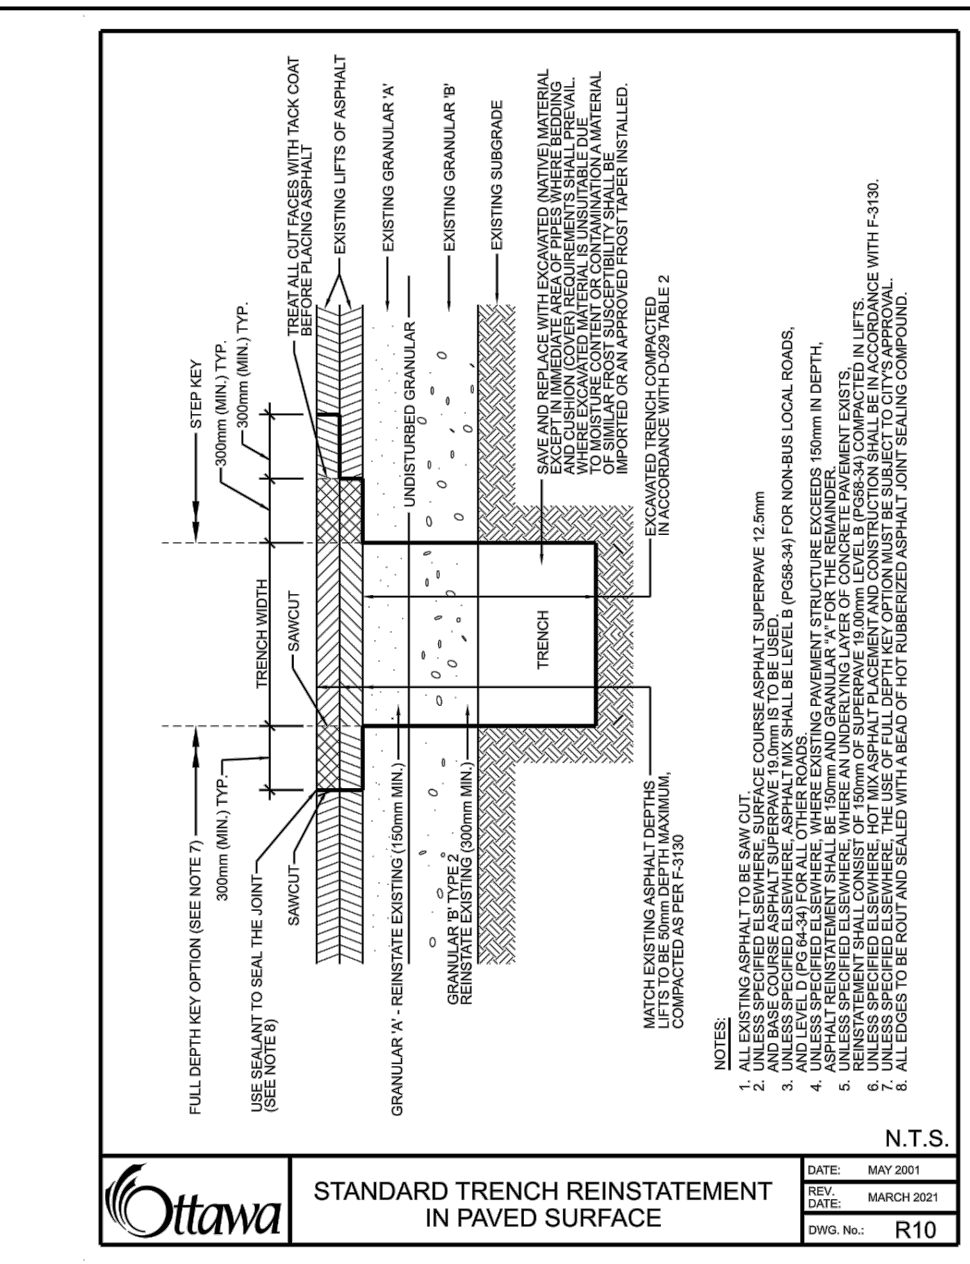 FULL DEPTH KEY OPTION (SEE NOTE 7)
STEP KEY
300mm (MIN.) TYP.
TRENCH WIDTH
300mm (MIN.) TYP.
300mm (MIN.) TYP.
USE SEALANT TO SEAL THE JOINT
(SEE NOTE 8)
SAWCUT
SAWCUT
TREAT ALL CUT FACES WITH TACK COAT
BEFORE PLACING ASPHALT
EXISTING LIFTS OF ASPHALT
EXISTING GRANULAR 'A'
GRANULAR 'A' - REINSTATE EXISTING (150mm MIN.)
UNDISTURBED GRANULAR
EXISTING GRANULAR 'B'
GRANULAR 'B' TYPE 2
REINSTATE EXISTING (300mm MIN.)
EXISTING SUBGRADE
TRENCH
SAVE AND REPLACE WITH EXCAVATED (NATIVE) MATERIAL
EXCEPT IN IMMEDIATE AREA OF PIPES WHERE BEDDING
AND CUSHION (COVER) REQUIREMENTS SHALL PREVAIL.
WHERE EXCAVATED MATERIAL IS UNSUITABLE DUE
TO MOISTURE CONTENT OR CONTAMINATION A MATERIAL
OF SIMILAR FROST SUSCEPTIBILITY SHALL BE
IMPORTED OR AN APPROVED FROST TAPER INSTALLED.
MATCH EXISTING ASPHALT DEPTHS
LIFTS TO BE 50mm DEPTH MAXIMUM,
COMPACTED AS PER F-3130
EXCAVATED TRENCH COMPACTED
IN ACCORDANCE WITH D-029 TABLE 2
NOTES:
1. ALL EXISTING ASPHALT TO BE SAW CUT.
2. UNLESS SPECIFIED ELSEWHERE, SURFACE COURSE ASPHALT SUPERPAVE 12.5mm
AND BASE COURSE ASPHALT SUPERPAVE 19.0mm IS TO BE USED.
3. UNLESS SPECIFIED ELSEWHERE, ASPHALT MIX SHALL BE LEVEL B (PG58-34) FOR NON-BUS LOCAL ROADS,
AND LEVEL D (PG 64-34) FOR ALL OTHER ROADS.
4. UNLESS SPECIFIED ELSEWHERE, WHERE EXISTING PAVEMENT STRUCTURE EXCEEDS 150mm IN DEPTH,
ASPHALT REINSTATEMENT SHALL BE 150mm AND GRANULAR "A" FOR THE REMAINDER.
5. UNLESS SPECIFIED ELSEWHERE, WHERE AN UNDERLYING LAYER OF CONCRETE PAVEMENT EXISTS,
REINSTATEMENT SHALL CONSIST OF 150mm OF SUPERPAVE 19.00mm LEVEL B (PG58-34) COMPACTED IN LIFTS.
6. UNLESS SPECIFIED ELSEWHERE, HOT MIX ASPHALT PLACEMENT AND CONSTRUCTION SHALL BE IN ACCORDANCE WITH F-3130.
7. UNLESS SPECIFIED ELSEWHERE, THE USE OF FULL DEPTH KEY OPTION MUST BE SUBJECT TO CITY'S APPROVAL.
8. ALL EDGES TO BE ROUT AND SEALED WITH A BEAD OF HOT RUBBERIZED ASPHALT JOINT SEALING COMPOUND.
N.T.S.
Ottawa
STANDARD TRENCH REINSTATEMENT
IN PAVED SURFACE
DATE: MAY 2001
REV.
DATE: MARCH 2021
DWG. No.: R10